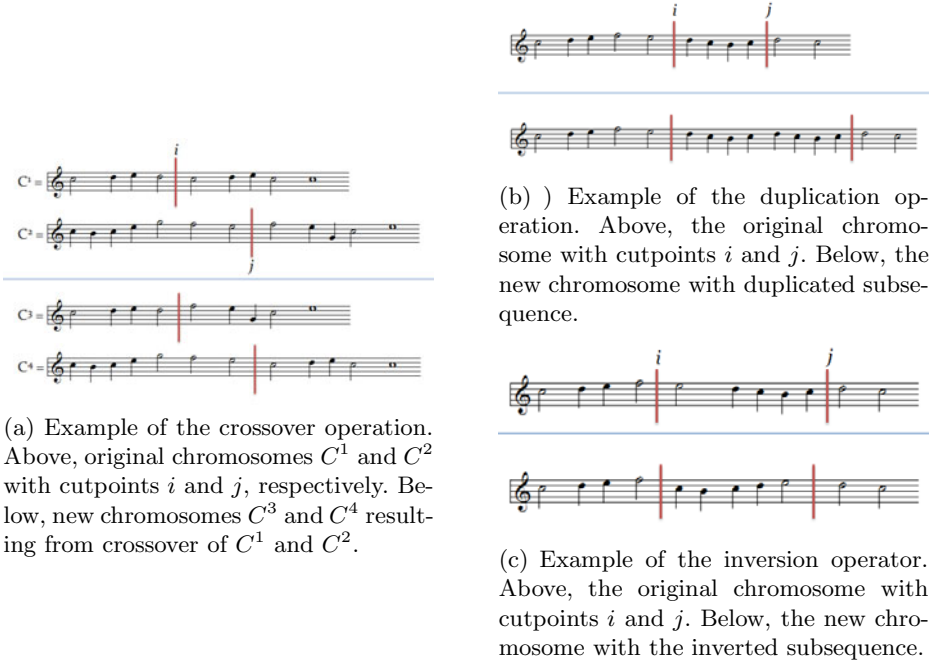 i
C¹ =
C² =
j
C³ =
C⁴ =
(a) Example of the crossover operation.
Above, original chromosomes C¹ and C²
with cutpoints i and j, respectively. Be-
low, new chromosomes C³ and C⁴ result-
ing from crossover of C¹ and C².
i j
(b) ) Example of the duplication op-
eration. Above, the original chromo-
some with cutpoints i and j. Below, the
new chromosome with duplicated subse-
quence.
i j
(c) Example of the inversion operator.
Above, the original chromosome with
cutpoints i and j. Below, the new chro-
mosome with the inverted subsequence.